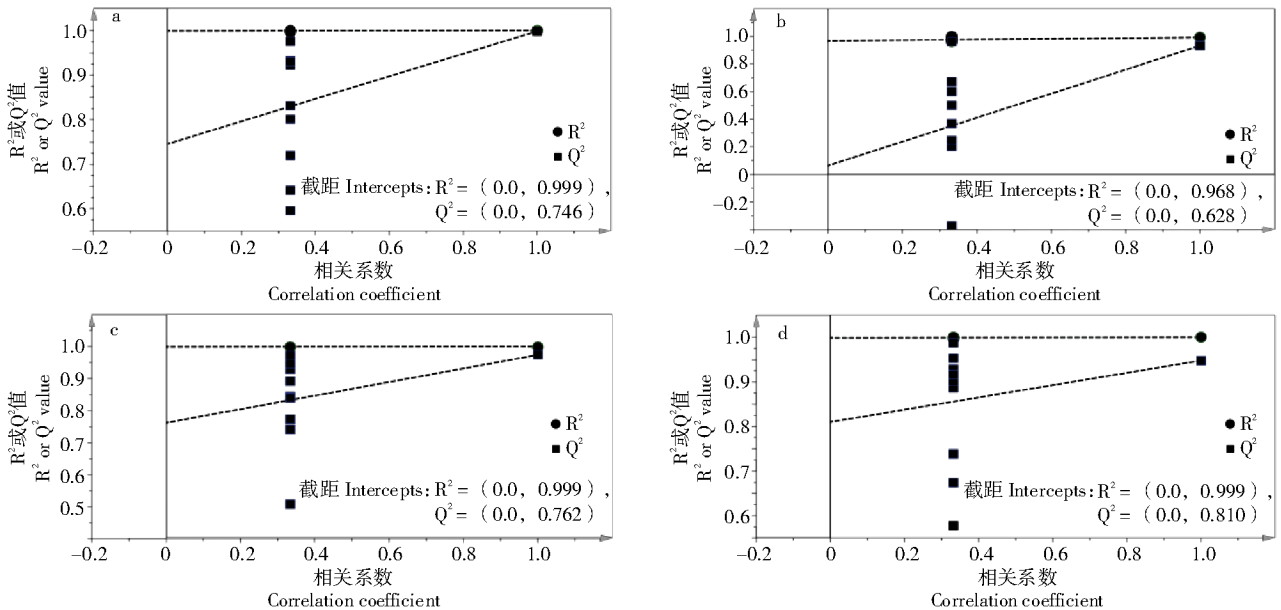 a
1.0
0.9
0.8
0.7
0.6
R²或Q²值
R² or Q² value
R²
Q²
截距 Intercepts: R² = (0.0, 0.999),
Q² = (0.0, 0.746)
−0.2 0 0.2 0.4 0.6 0.8 1.0
相关系数
Correlation coefficient
b
1.0
0.8
0.6
0.4
0.2
0
−0.2
R²或Q²值
R² or Q² value
R²
Q²
截距 Intercepts: R² = (0.0, 0.968),
Q² = (0.0, 0.628)
−0.2 0 0.2 0.4 0.6 0.8 1.0
相关系数
Correlation coefficient
c
1.0
0.9
0.8
0.7
0.6
0.5
R²或Q²值
R² or Q² value
R²
Q²
截距 Intercepts: R² = (0.0, 0.999),
Q² = (0.0, 0.762)
−0.2 0 0.2 0.4 0.6 0.8 1.0
相关系数
Correlation coefficient
d
1.0
0.9
0.8
0.7
0.6
R²或Q²值
R² or Q² value
R²
Q²
截距 Intercepts: R² = (0.0, 0.999),
Q² = (0.0, 0.810)
−0.2 0 0.2 0.4 0.6 0.8 1.0
相关系数
Correlation coefficient